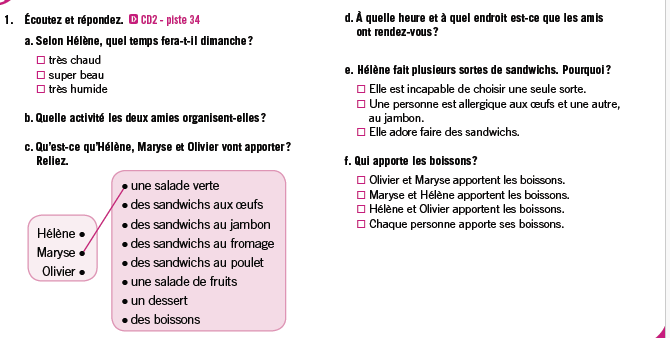 1. Écoutez et répondez. D CD2 - piste 34
a. Selon Hélène, quel temps fera-t-il dimanche?
☐ très chaud
☐ super beau
☐ très humide
b. Quelle activité les deux amies organisent-elles?
c. Qu'est-ce qu'Hélène, Maryse et Olivier vont apporter?
Reliez.
Hélène •
Maryse •
Olivier •
• une salade verte
• des sandwichs aux œufs
• des sandwichs au jambon
• des sandwichs au fromage
• des sandwichs au poulet
• une salade de fruits
• un dessert
• des boissons
d. À quelle heure et à quel endroit est-ce que les amis
ont rendez-vous?
e. Hélène fait plusieurs sortes de sandwichs. Pourquoi?
☐ Elle est incapable de choisir une seule sorte.
☐ Une personne est allergique aux œufs et une autre,
au jambon.
☐ Elle adore faire des sandwichs.
f. Qui apporte les boissons?
☐ Olivier et Maryse apportent les boissons.
☐ Maryse et Hélène apportent les boissons.
☐ Hélène et Olivier apportent les boissons.
☐ Chaque personne apporte ses boissons.